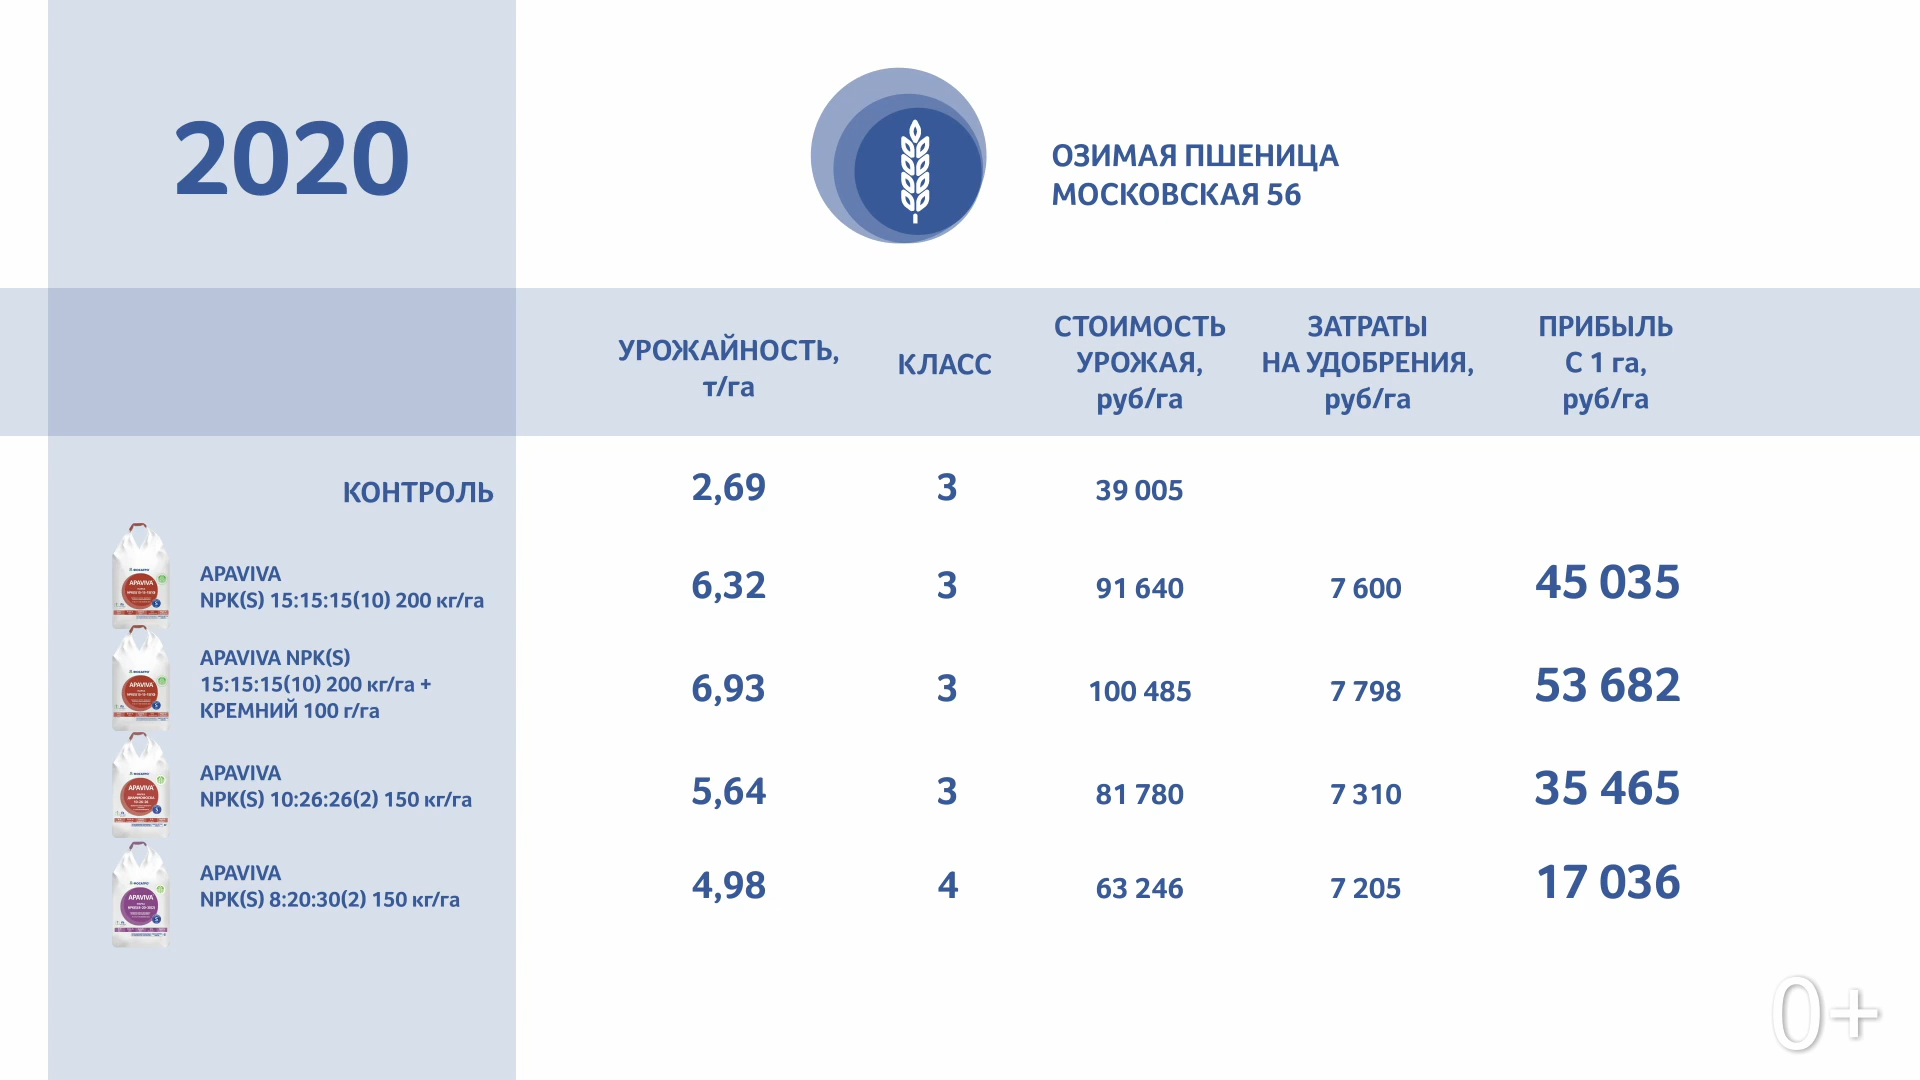 2020
ОЗИМАЯ ПШЕНИЦА
МОСКОВСКАЯ 56
УРОЖАЙНОСТЬ,
т/га
КЛАСС
СТОИМОСТЬ
УРОЖАЯ,
руб/га
ЗАТРАТЫ
НА УДОБРЕНИЯ,
руб/га
ПРИБЫЛЬ
С 1 га,
руб/га
КОНТРОЛЬ
2,69
3
39 005
APAVIVA
APAVIVA
NPK(S) 15:15:15(10) 200 кг/га
6,32
3
91 640
7 600
45 035
APAVIVA
APAVIVA NPK(S)
15:15:15(10) 200 кг/га +
КРЕМНИЙ 100 г/га
6,93
3
100 485
7 798
53 682
APAVIVA
APAVIVA
NPK(S) 10:26:26(2) 150 кг/га
5,64
3
81 780
7 310
35 465
APAVIVA
APAVIVA
NPK(S) 8:20:30(2) 150 кг/га
4,98
4
63 246
7 205
17 036
0+